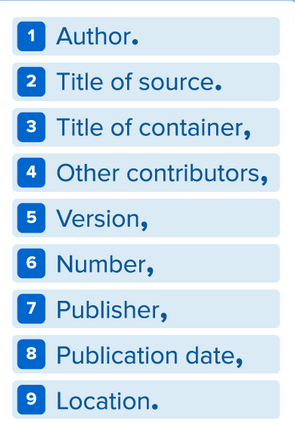 1 Author.
2 Title of source.
3 Title of container,
4 Other contributors,
5 Version,
6 Number,
7 Publisher,
8 Publication date,
9 Location.